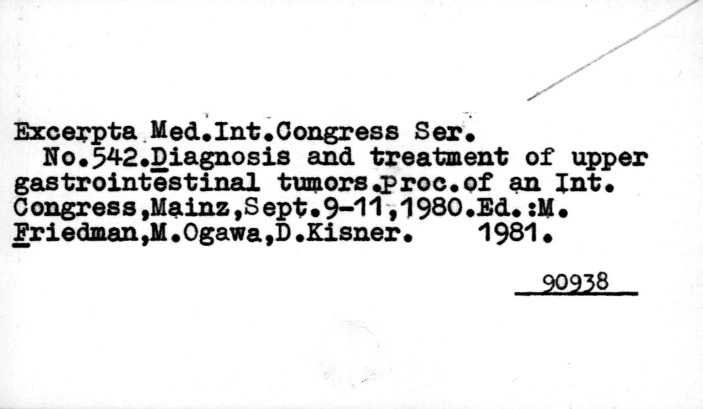 Excerpta Med.Int.Congress Ser.
No.542.Diagnosis and treatment of upper
gastrointestinal tumors.Proc.of an Int.
Congress,Mainz,Sept.9-11,1980.Ed.:M.
Friedman,M.Ogawa,D.Kisner. 1981.
90938